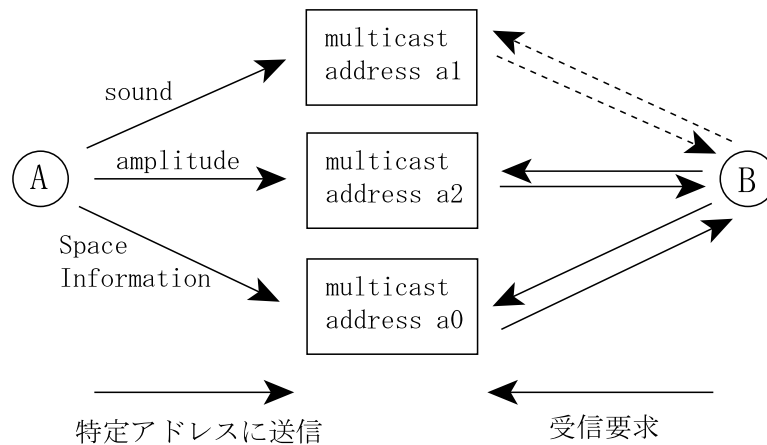 multicast
address a1
sound
A
amplitude
multicast
address a2
B
Space
Information
multicast
address a0
特定アドレスに送信
受信要求